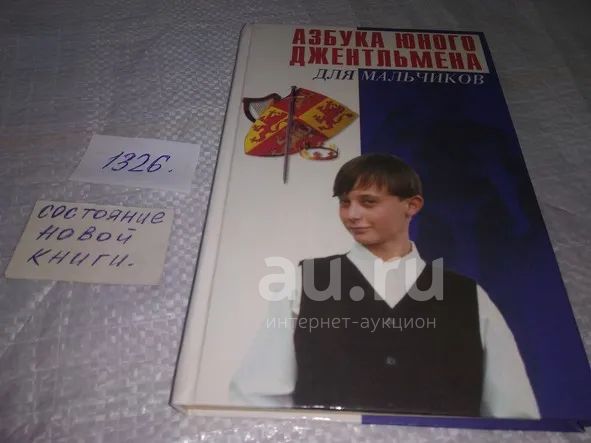 АЗБУКА ЮНОГО
ДЖЕНТЛЬМЕНА
ДЛЯ МАЛЬЧИКОВ
1326.
СОСТОЯНИЕ
НОВОЙ
КНИГИ.
au.ru
интернет-аукцион